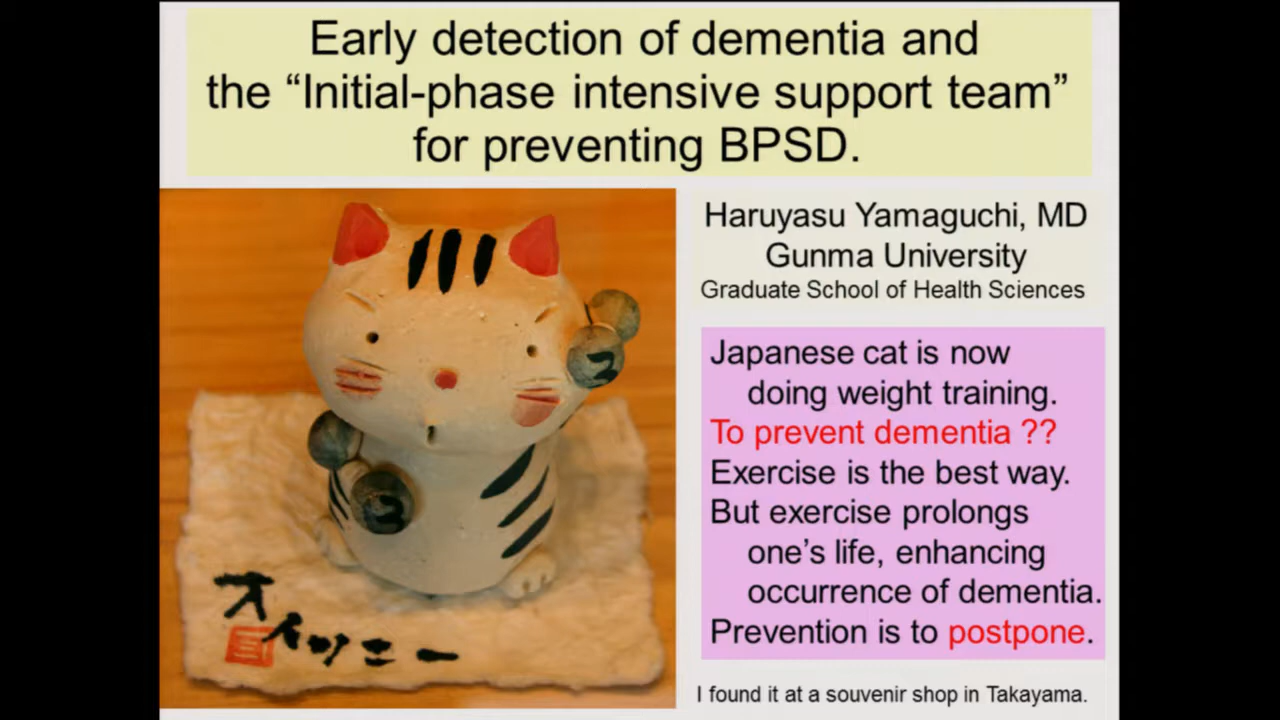 Early detection of dementia and
the “Initial-phase intensive support team”
for preventing BPSD.
Haruyasu Yamaguchi, MD
Gunma University
Graduate School of Health Sciences
Japanese cat is now
doing weight training.
To prevent dementia ??
Exercise is the best way.
But exercise prolongs
one’s life, enhancing
occurrence of dementia.
Prevention is to postpone.
I found it at a souvenir shop in Takayama.
2
2